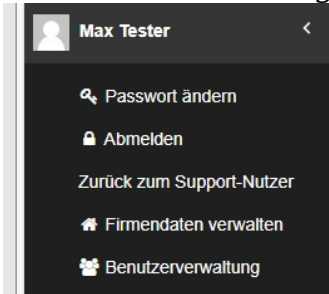 Max Tester
Passwort ändern
Abmelden
Zurück zum Support-Nutzer
Firmendaten verwalten
Benutzerverwaltung